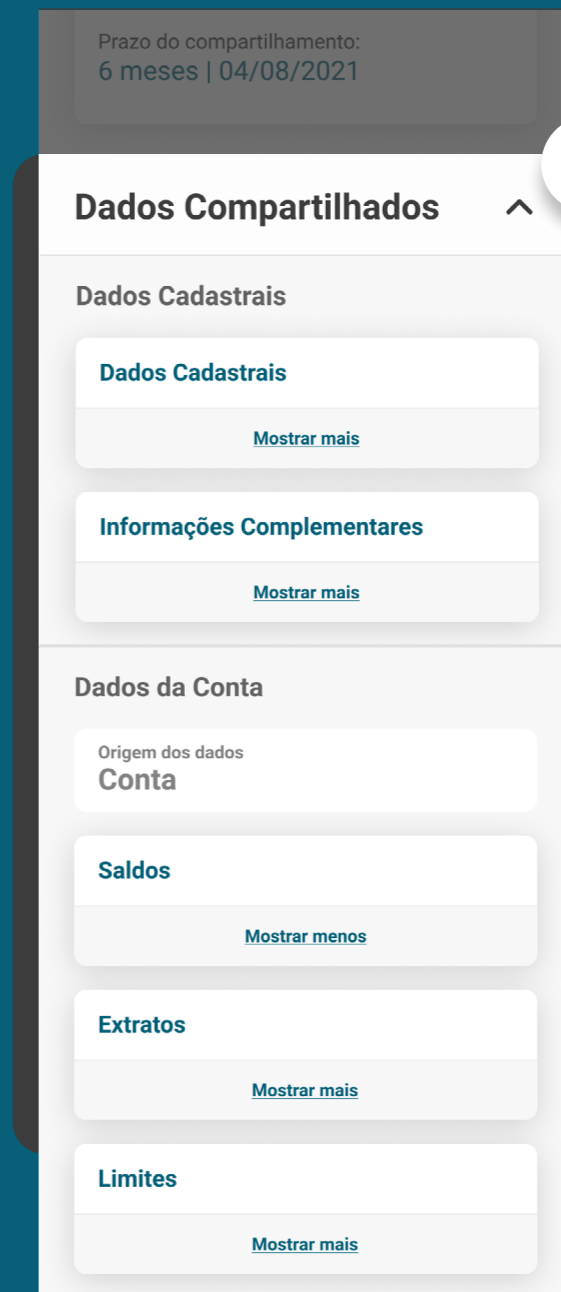 Prazo do compartilhamento:
6 meses | 04/08/2021
Dados Compartilhados
Dados Cadastrais
Dados Cadastrais
Mostrar mais
Informações Complementares
Mostrar mais
Dados da Conta
Origem dos dados
Conta
Saldos
Mostrar menos
Extratos
Mostrar mais
Limites
Mostrar mais